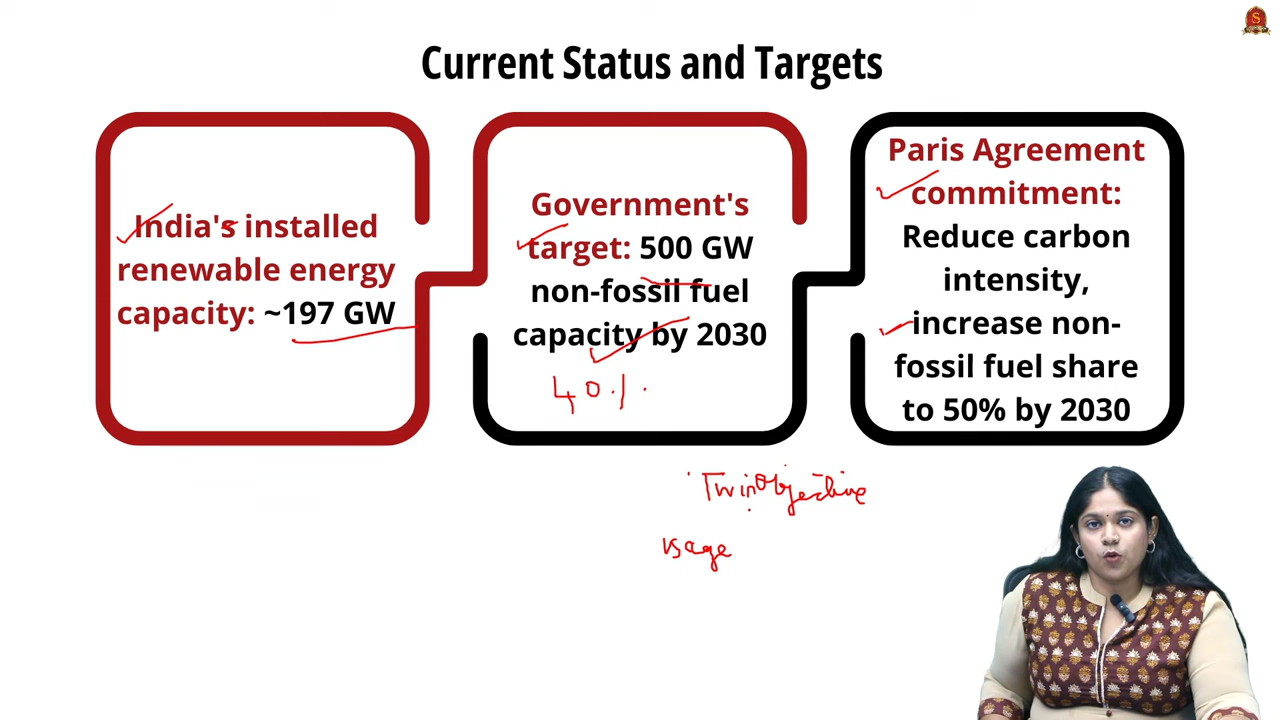 Current Status and Targets
India's installed
renewable energy
capacity: ~197 GW
Government's
target: 500 GW
non-fossil fuel
capacity by 2030
40%
Paris Agreement
commitment:
Reduce carbon
intensity,
increase non-
fossil fuel share
to 50% by 2030
Twin Objective
usage
S